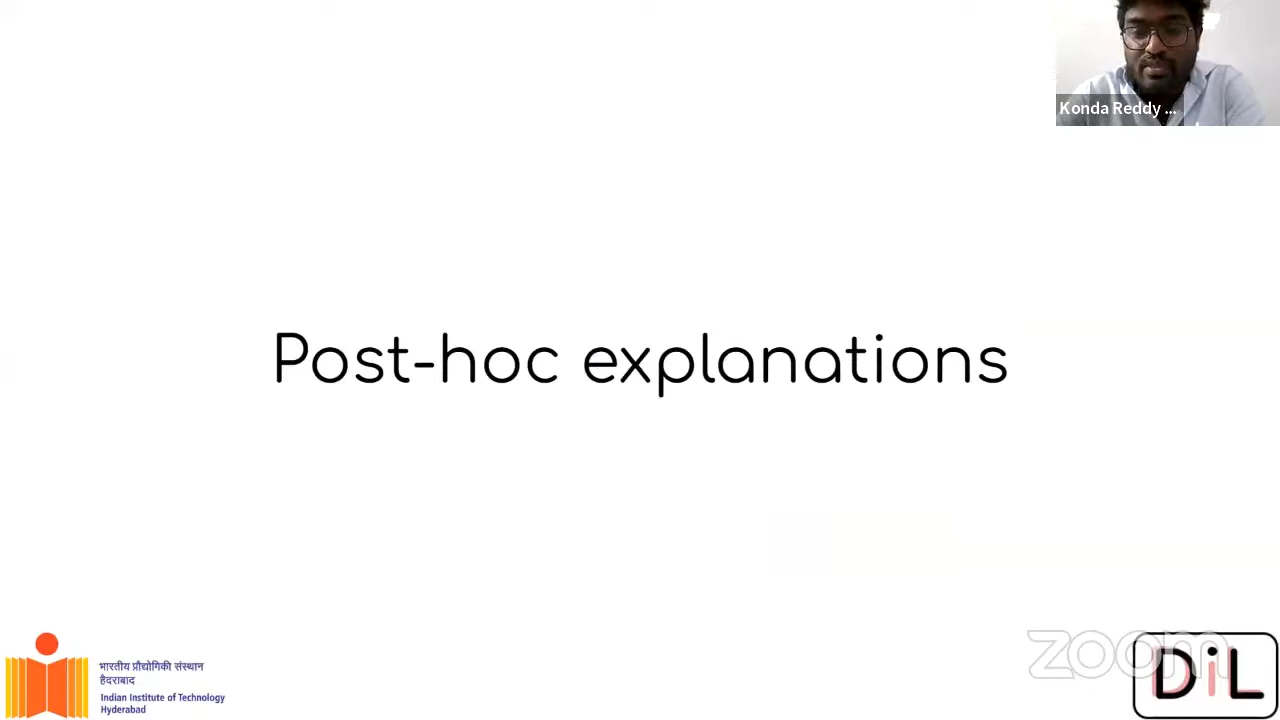 Konda Reddy ...
Post-hoc explanations
भारतीय प्रौद्योगिकी संस्थान
हैदराबाद
Indian Institute of Technology
Hyderabad
zoom
DiL